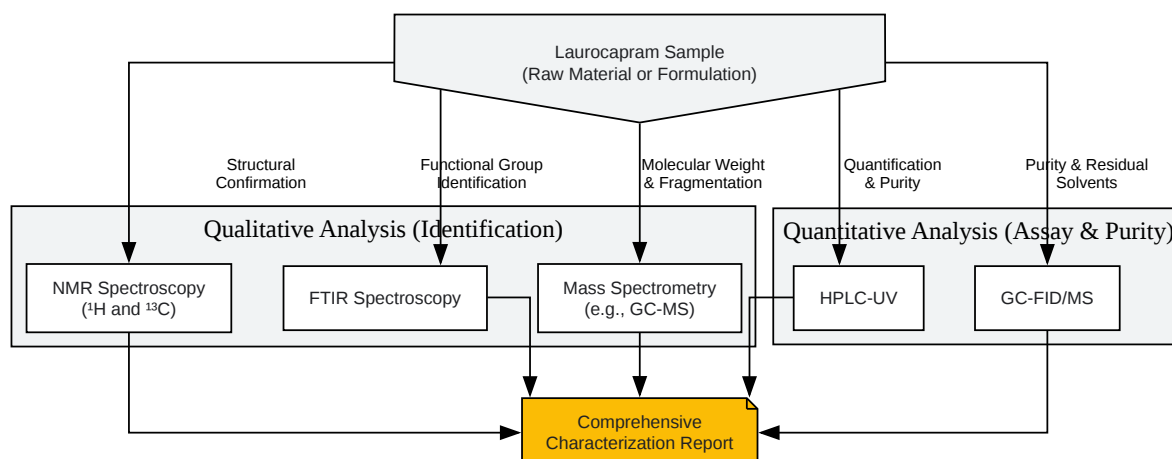 Laurocapram Sample
(Raw Material or Formulation)
Structural
Confirmation
Functional Group
Identification
Molecular Weight
& Fragmentation
Quantification
& Purity
Purity & Residual
Solvents
Qualitative Analysis (Identification)
Quantitative Analysis (Assay & Purity)
NMR Spectroscopy
(¹H and ¹³C)
FTIR Spectroscopy
Mass Spectrometry
(e.g., GC-MS)
HPLC-UV
GC-FID/MS
Comprehensive
Characterization Report